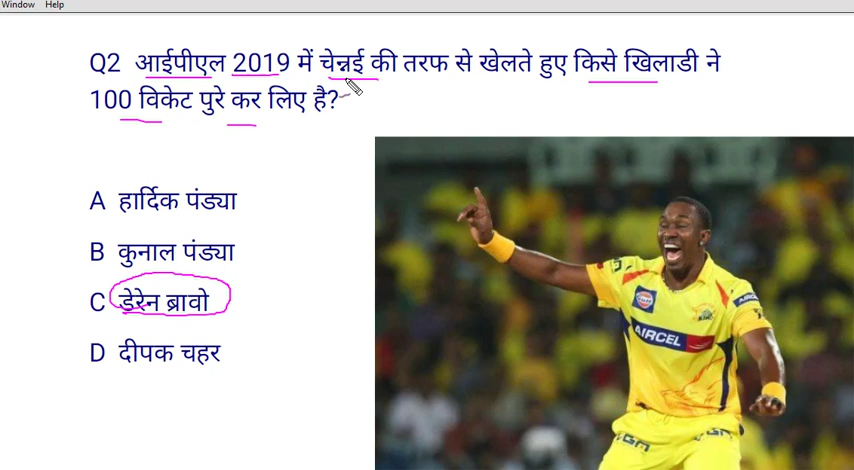 Window Help
Q2 आईपीएल 2019 में चेन्नई की तरफ से खेलते हुए किसे खिलाडी ने
100 विकेट पुरे कर लिए है?
A हार्दिक पंड्या
B कुनाल पंड्या
C डेरेन ब्रावो
D दीपक चहर
AIRCEL